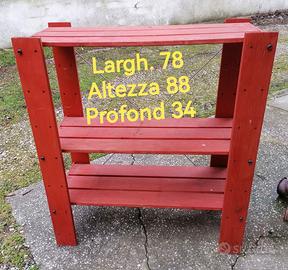 Largh. 78
Altezza 88
Profond 34